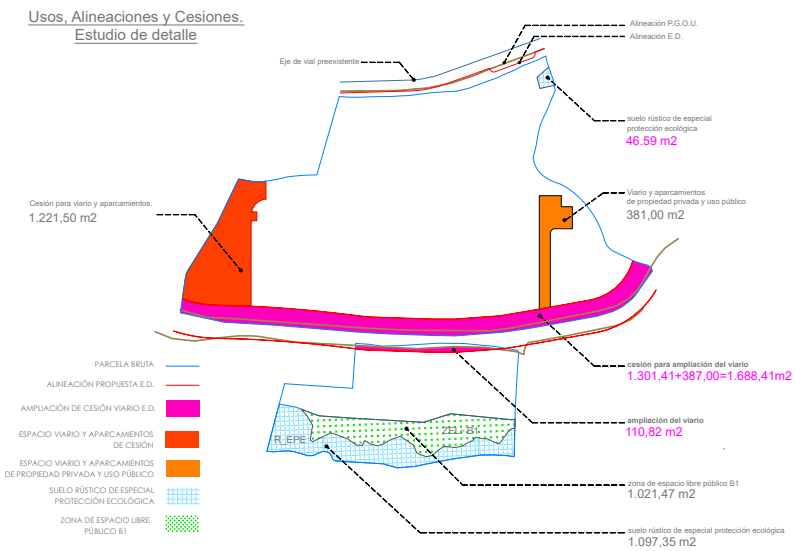 Usos, Alineaciones y Cesiones.
Estudio de detalle
Alineación P.G.O.U.
Alineación E.D.
Eje de vial preexistente
suelo rústico de especial
protección ecológica
46.59 m2
Cesión para viario y aparcamientos.
1.221,50 m2
Viario y aparcamientos
de propiedad privada y uso público
381,00 m2
cesión para ampliación del viario
1.301,41+387,00=1.688,41m2
ampliación del viario
110,82 m2
PARCELA BRUTA
ALINEACIÓN PROPUESTA E.D.
AMPLIACIÓN DE CESIÓN VIARIO E.D.
ESPACIO VIARIO Y APARCAMIENTOS
DE CESIÓN
ESPACIO VIARIO Y APARCAMIENTOS
DE PROPIEDAD PRIVADA Y USO PÚBLICO
SUELO RÚSTICO DE ESPECIAL
PROTECCIÓN ECOLÓGICA
ZONA DE ESPACIO LIBRE
PÚBLICO B1
R_EPE
ZELP B1
zona de espacio libre público B1
1.021,47 m2
suelo rústico de especial protección ecológica
1.097,35 m2